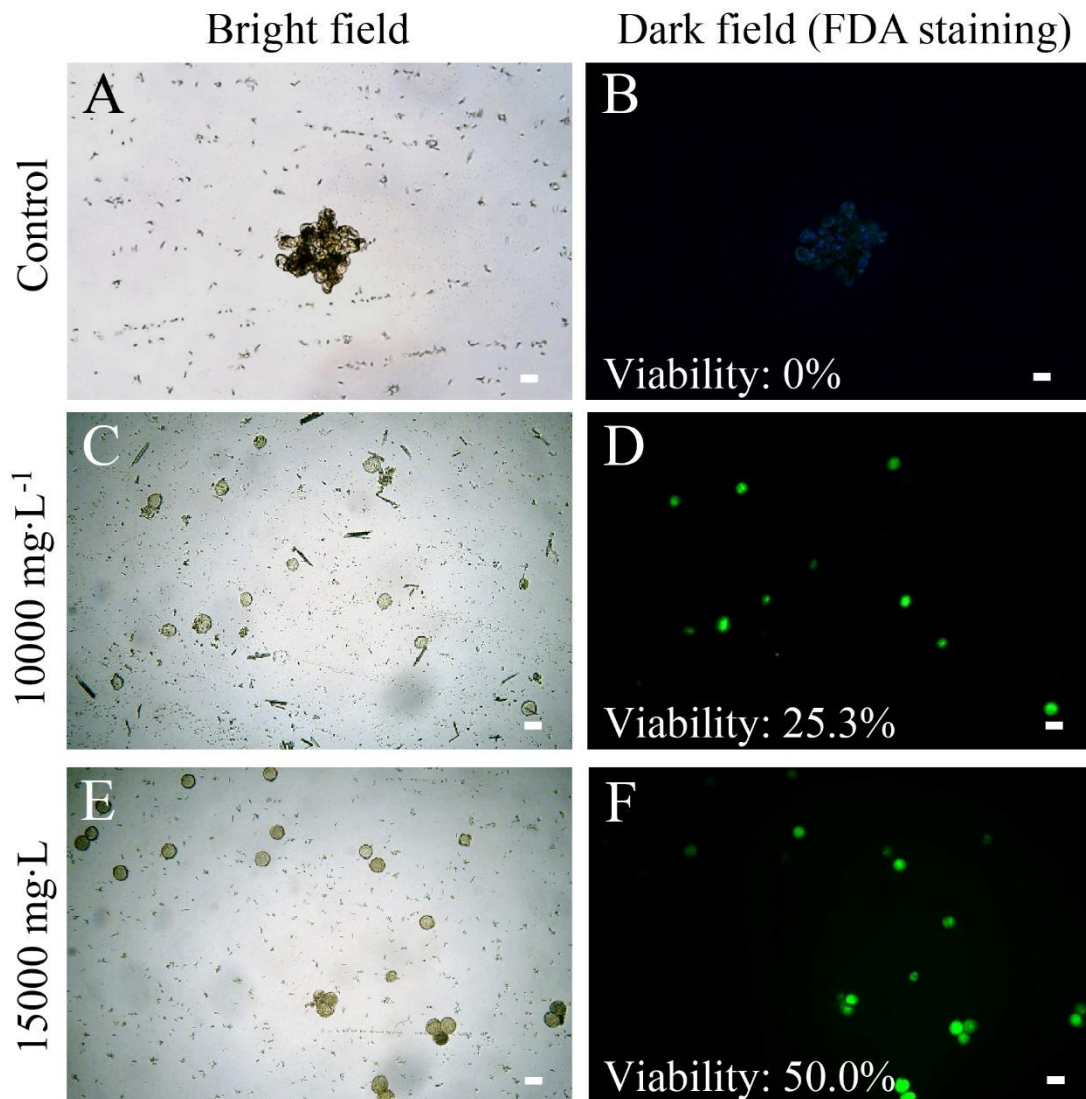 Bright field
Dark field (FDA staining)
Control
A
B
Viability: 0%
10000 mg·L⁻¹
C
D
Viability: 25.3%
15000 mg·L
E
F
Viability: 50.0%